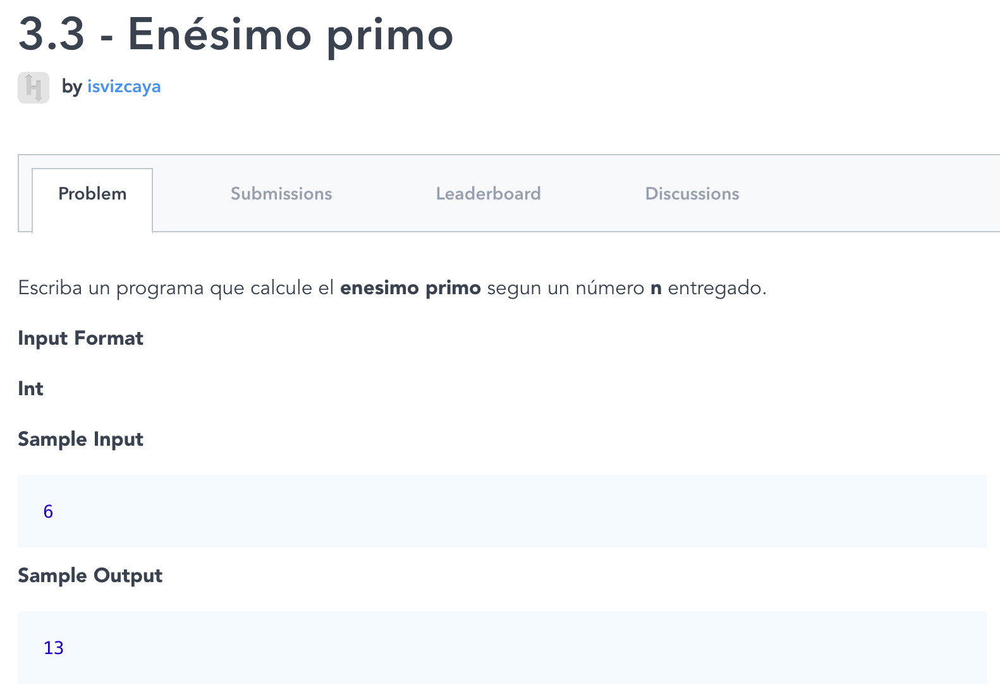 3.3 - Enésimo primo
by isvizcaya
Problem Submissions Leaderboard Discussions
Escriba un programa que calcule el enesimo primo segun un número n entregado.
Input Format
Int
Sample Input
6
Sample Output
13